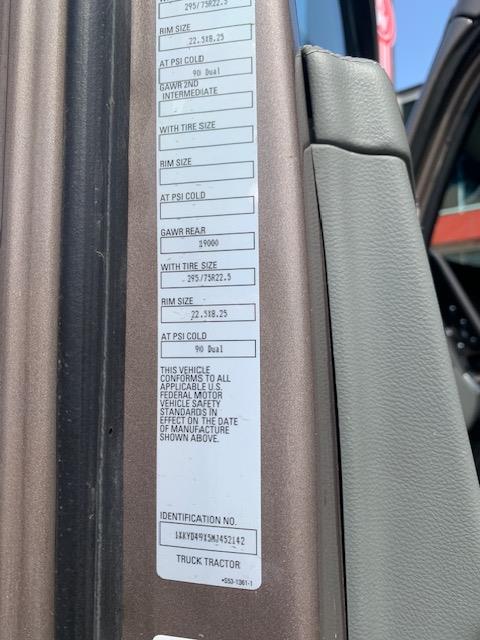 295/75R22.5
RIM SIZE
22.5X8.25
AT PSI COLD
90 Dual
GAWR 2ND
INTERMEDIATE
WITH TIRE SIZE
RIM SIZE
AT PSI COLD
GAWR REAR
19000
WITH TIRE SIZE
295/75R22.5
RIM SIZE
22.5X8.25
AT PSI COLD
90 Dual
THIS VEHICLE
CONFORMS TO ALL
APPLICABLE U.S.
FEDERAL MOTOR
VEHICLE SAFETY
STANDARDS IN
EFFECT ON THE DATE
OF MANUFACTURE
SHOWN ABOVE.
IDENTIFICATION NO.
1XKYD49X5MJ452142
TRUCK TRACTOR
*S53-1361-1